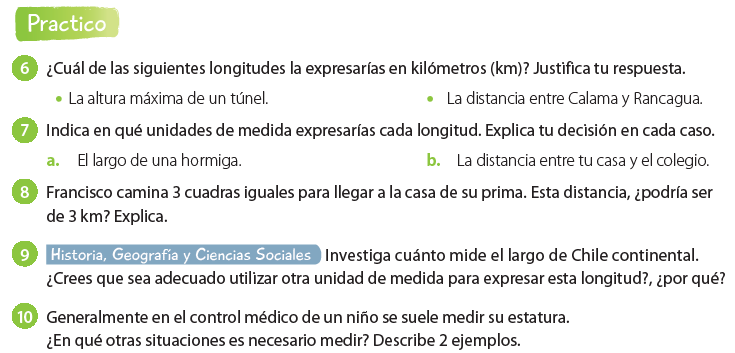 Practico
6 ¿Cuál de las siguientes longitudes la expresarías en kilómetros (km)? Justifica tu respuesta.
• La altura máxima de un túnel. • La distancia entre Calama y Rancagua.
7 Indica en qué unidades de medida expresarías cada longitud. Explica tu decisión en cada caso.
a. El largo de una hormiga. b. La distancia entre tu casa y el colegio.
8 Francisco camina 3 cuadras iguales para llegar a la casa de su prima. Esta distancia, ¿podría ser
de 3 km? Explica.
9 Historia, Geografía y Ciencias Sociales Investiga cuánto mide el largo de Chile continental.
¿Crees que sea adecuado utilizar otra unidad de medida para expresar esta longitud?, ¿por qué?
10 Generalmente en el control médico de un niño se suele medir su estatura.
¿En qué otras situaciones es necesario medir? Describe 2 ejemplos.